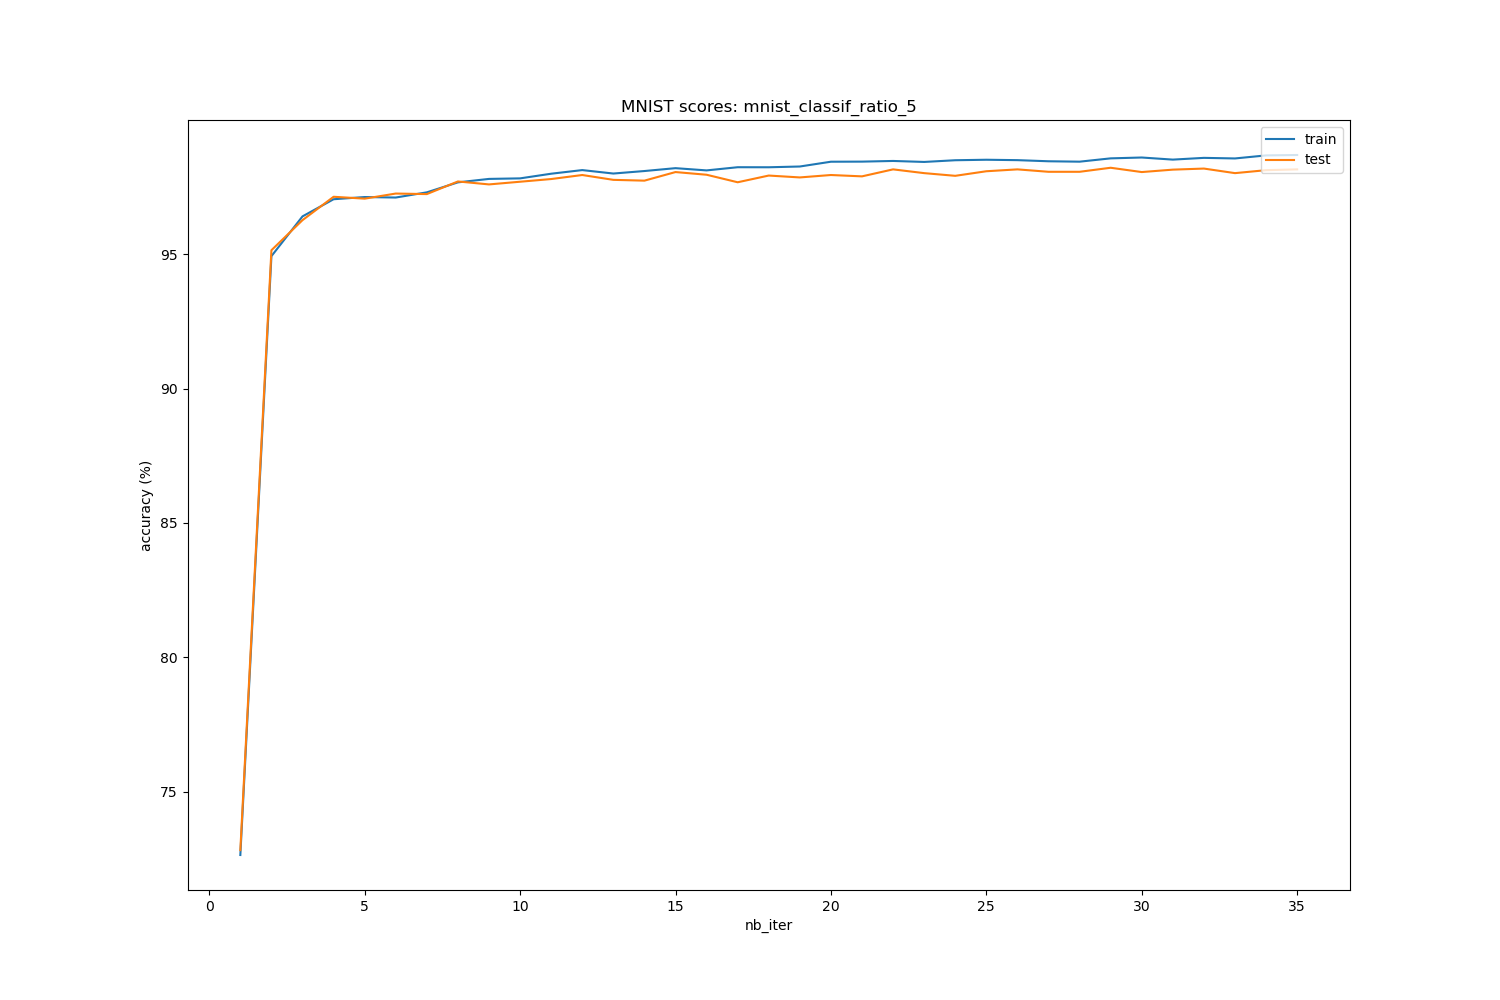 MNIST scores: mnist_classif_ratio_5
train
test
95
90
85
80
75
accuracy (%)
0 5 10 15 20 25 30 35
nb_iter